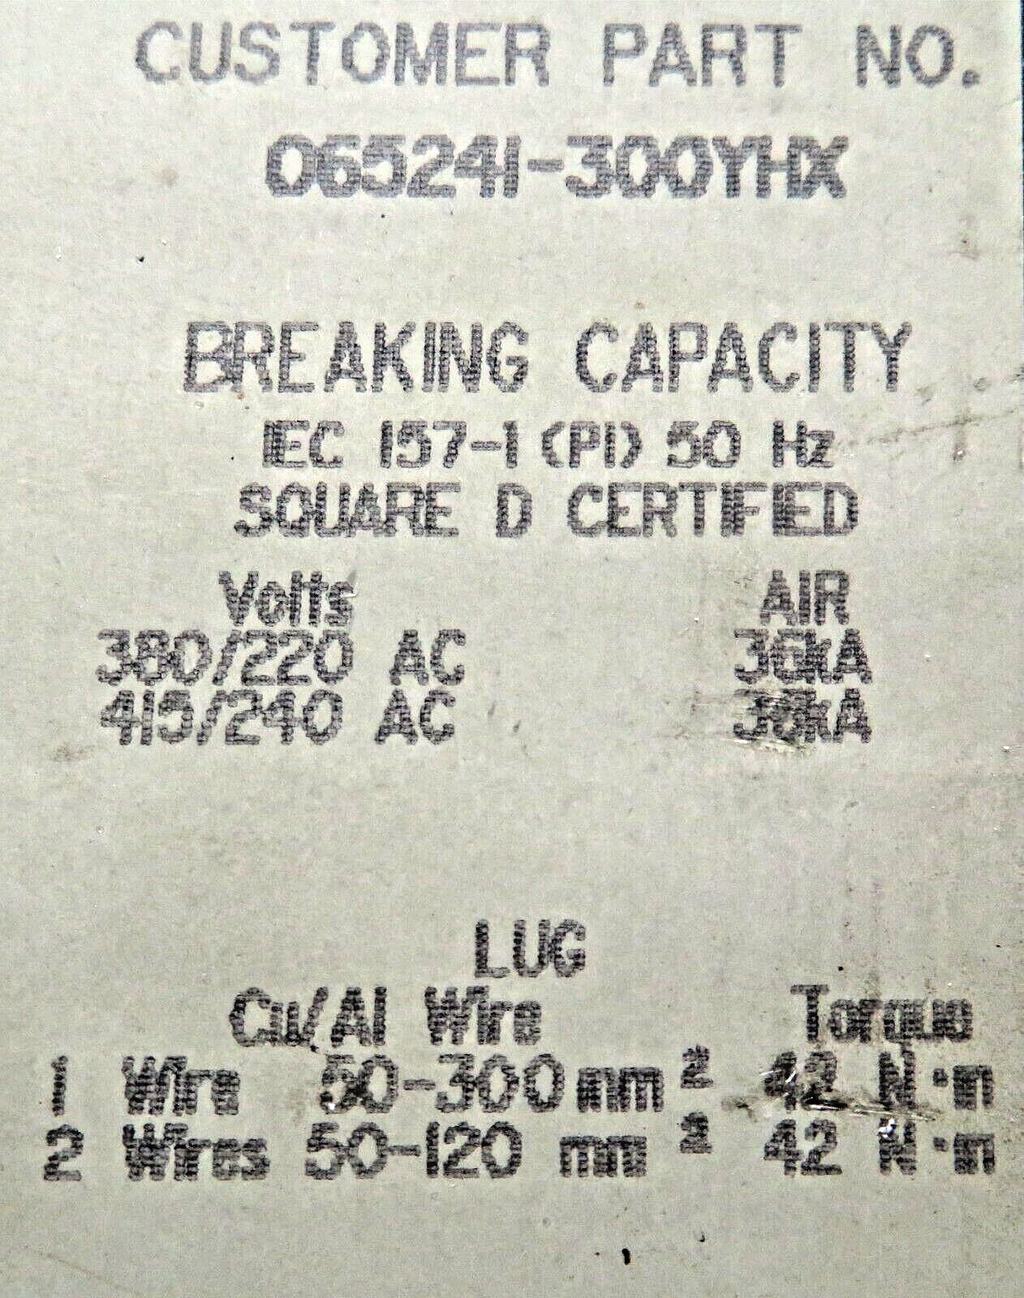 CUSTOMER PART NO.
065241-300YHX
BREAKING CAPACITY
IEC 157-1 (P1) 50 Hz
SQUARE D CERTIFIED
Volts AIR
380/220 AC 36kA
415/240 AC 36kA
LUG
Cu/Al Wire Torque
1 Wire 50-300 mm² 42 N·m
2 Wires 50-120 mm² 42 N·m